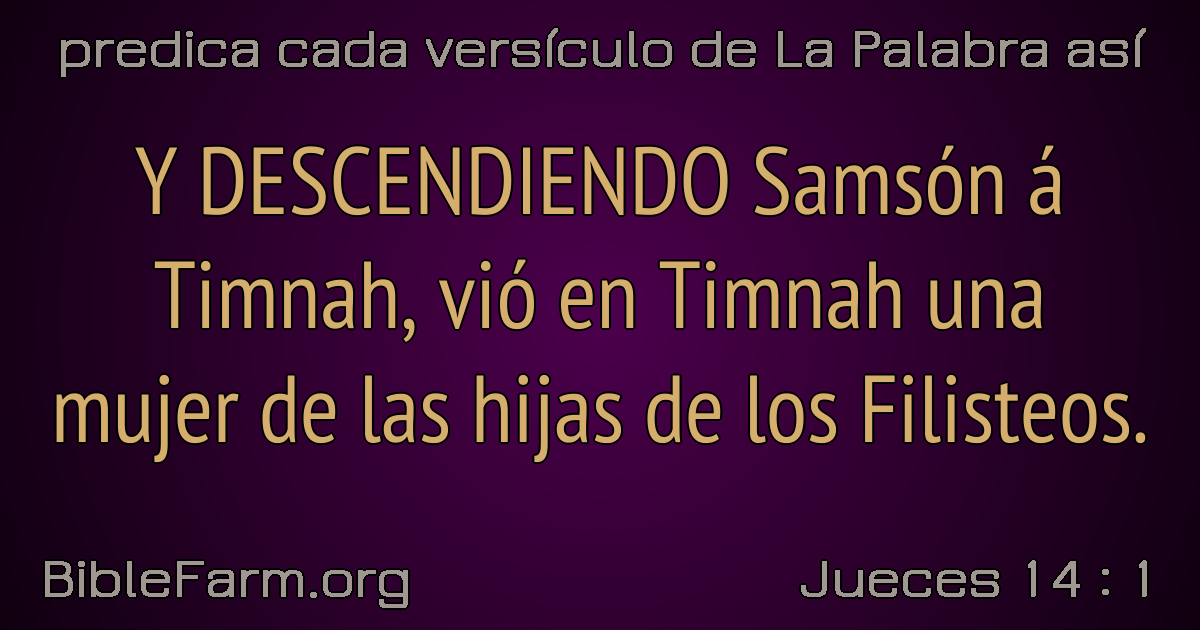 predica cada versículo de La Palabra así
Y DESCENDIENDO Samsón á
Timnah, vió en Timnah una
mujer de las hijas de los Filisteos.
BibleFarm.org
Jueces 14 : 1